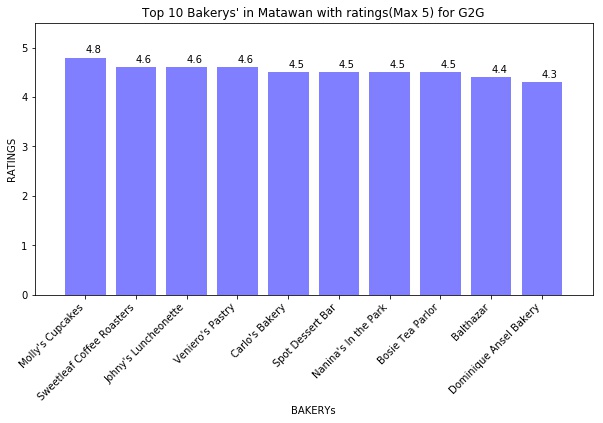 Top 10 Bakerys' in Matawan with ratings(Max 5) for G2G
RATINGS
5
4
3
2
1
0
4.8
4.6
4.6
4.6
4.5
4.5
4.5
4.5
4.4
4.3
Molly's Cupcakes
Sweetleaf Coffee Roasters
Johny's Luncheonette
Veniero's Pastry
Carlo's Bakery
Spot Dessert Bar
Nanina's In the Park
Bosie Tea Parlor
Balthazar
Dominique Ansel Bakery
BAKERYs